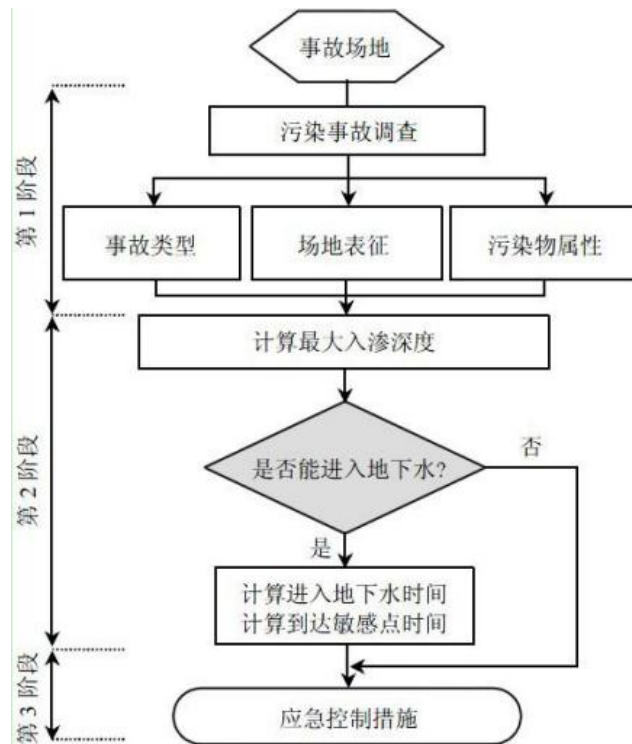 事故场地
污染事故调查
第1阶段
事故类型
场地表征
污染物属性
计算最大入渗深度
第2阶段
是否能进入地下水?
否
是
计算进入地下水时间
计算到达敏感点时间
第3阶段
应急控制措施